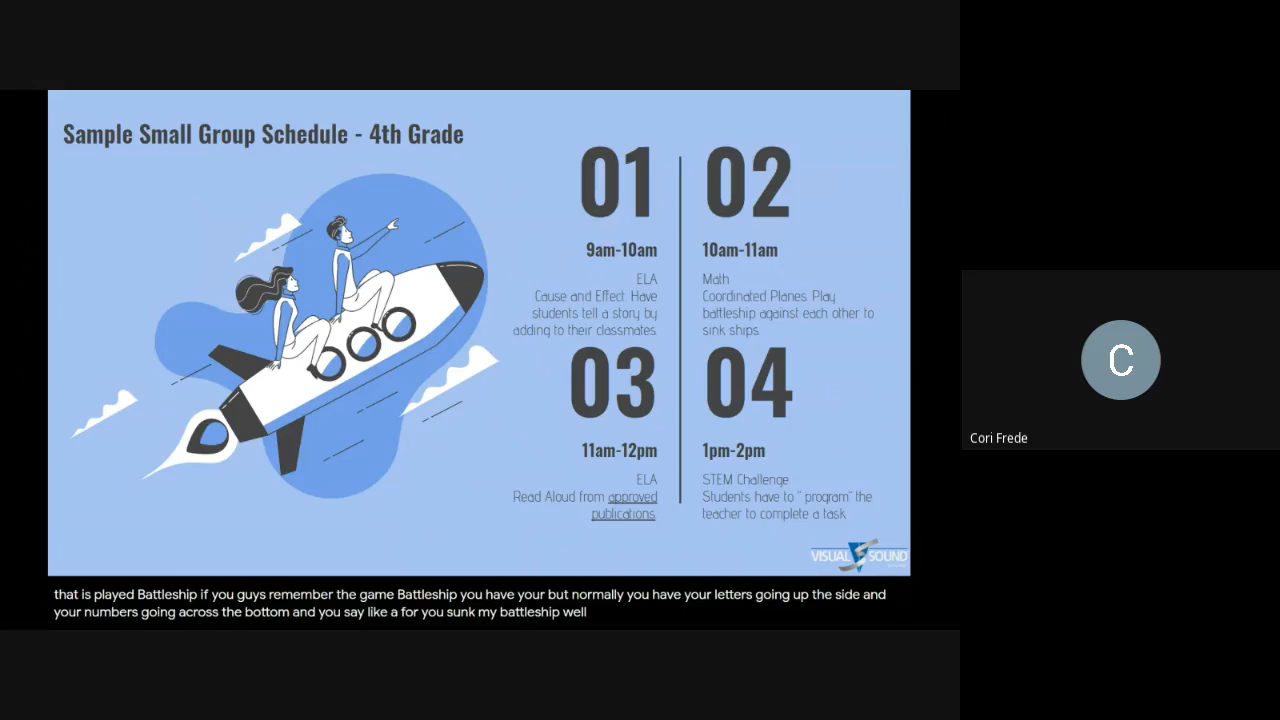 Sample Small Group Schedule - 4th Grade
01
9am-10am
ELA
Cause and Effect. Have
students tell a story by
adding to their classmates.
02
10am-11am
Math
Coordinated Planes. Play
battleship against each other to
sink ships.
03
11am-12pm
ELA
Read Aloud from approved
publications.
04
1pm-2pm
STEM Challenge
Students have to " program" the
teacher to complete a task.
VISUAL SOUND
that is played Battleship if you guys remember the game Battleship you have your but normally you have your letters going up the side and
your numbers going across the bottom and you say like a for you sunk my battleship well
C
Cori Frede